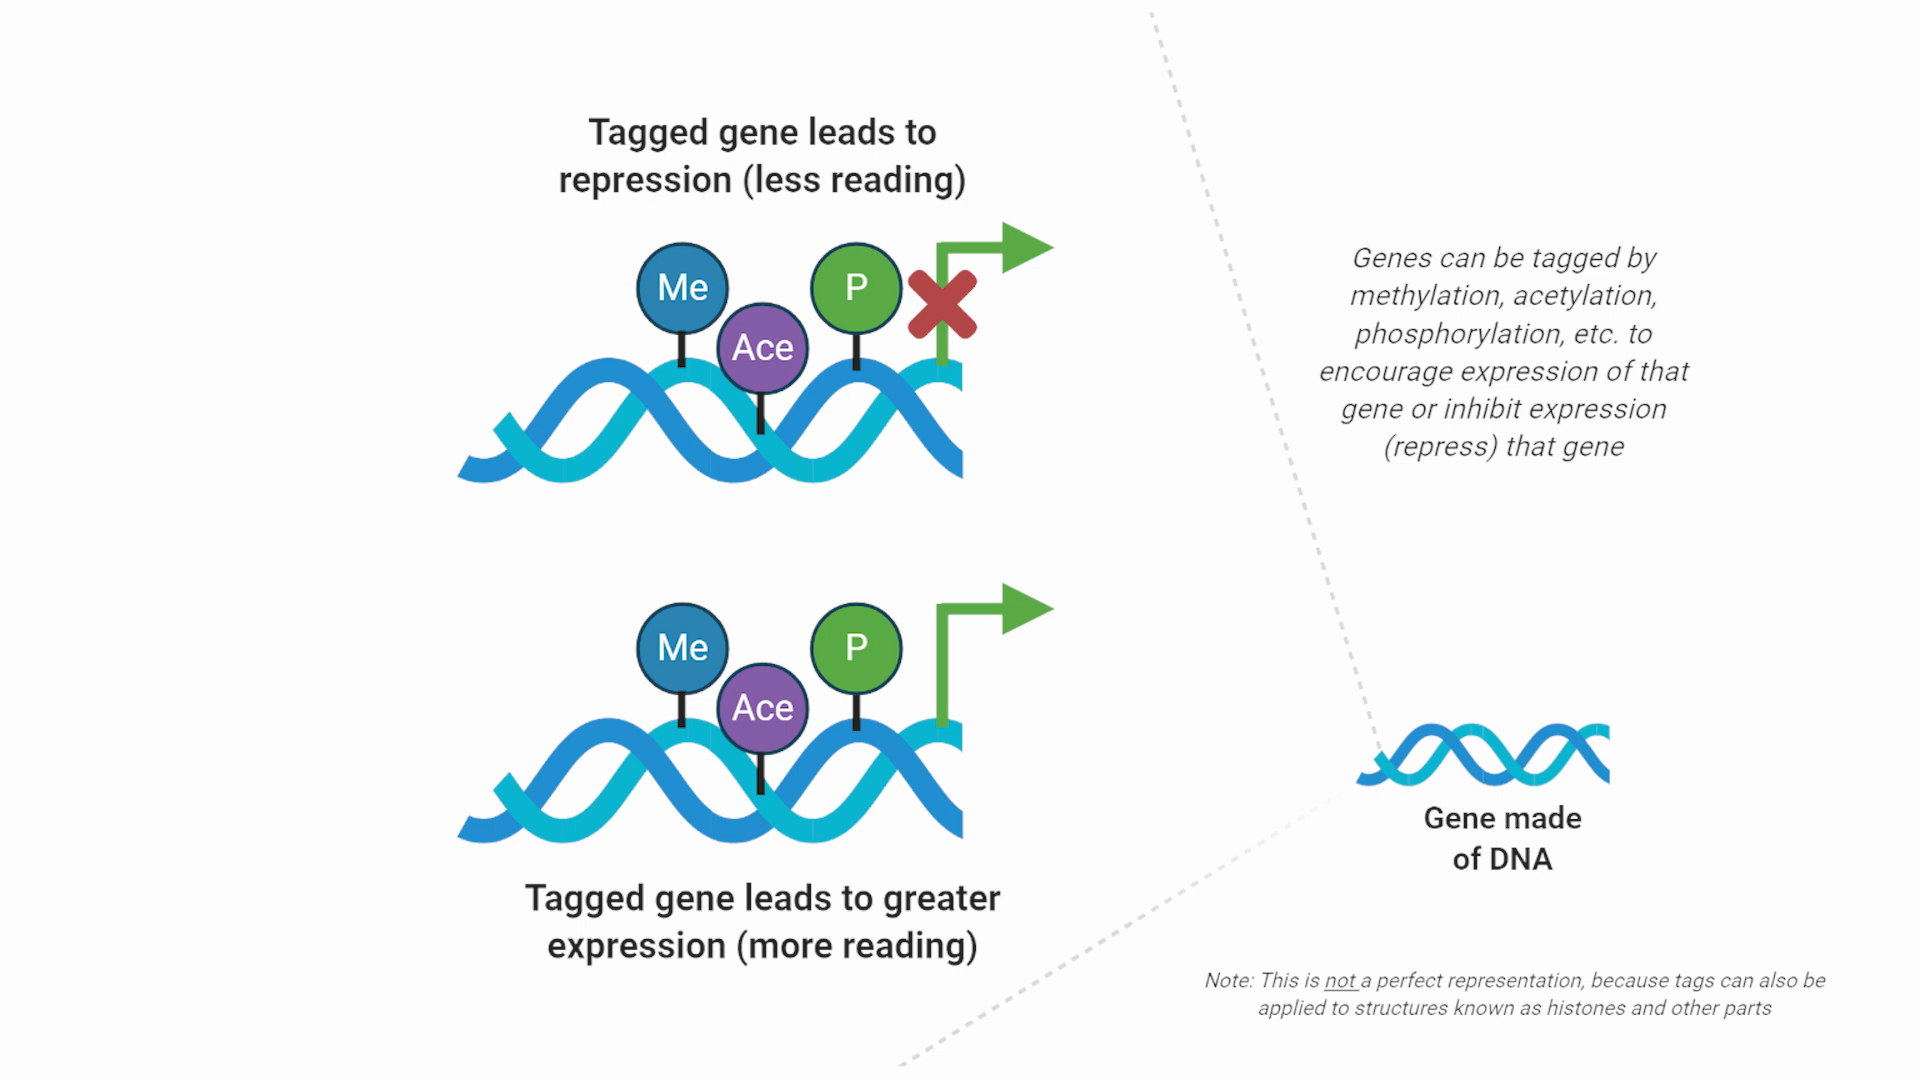 Tagged gene leads to
repression (less reading)
Me
Ace
P
Genes can be tagged by
methylation, acetylation,
phosphorylation, etc. to
encourage expression of that
gene or inhibit expression
(repress) that gene
Me
Ace
P
Tagged gene leads to greater
expression (more reading)
Gene made
of DNA
Note: This is not a perfect representation, because tags can also be
applied to structures known as histones and other parts